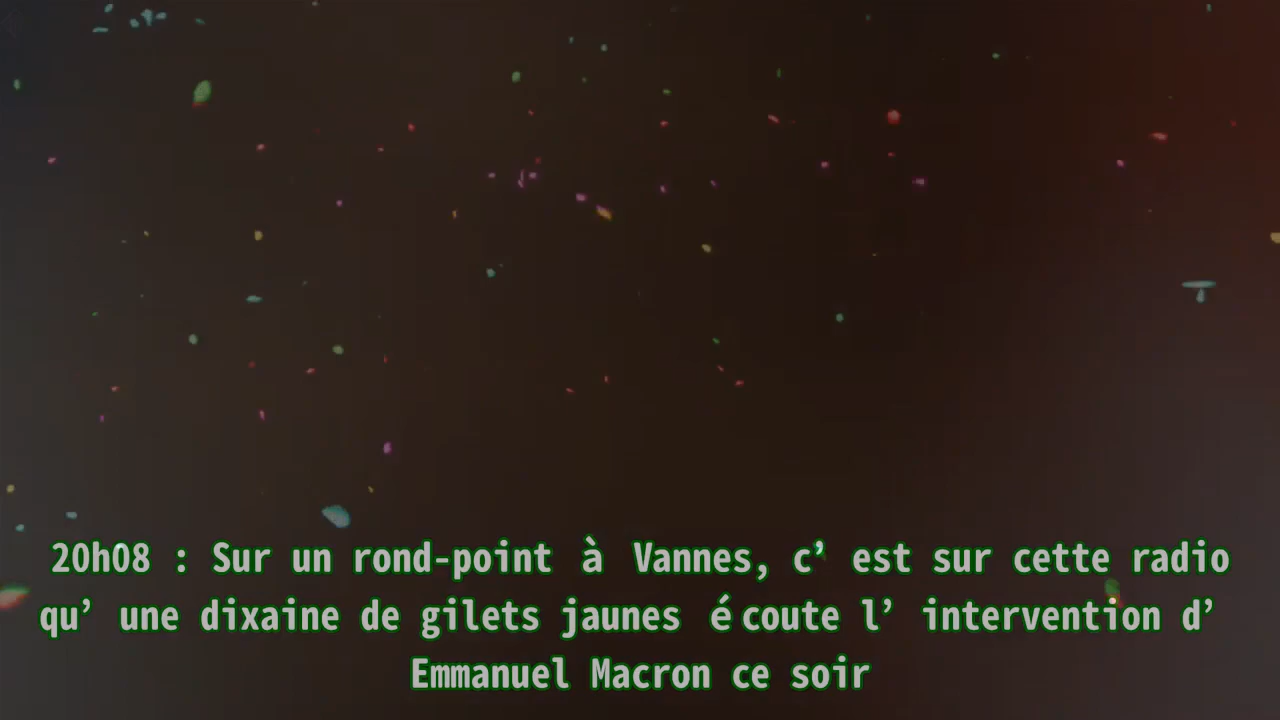 20h08 : Sur un rond-point à Vannes, c’ est sur cette radio
qu’ une dixaine de gilets jaunes écoute l’ intervention d’
Emmanuel Macron ce soir